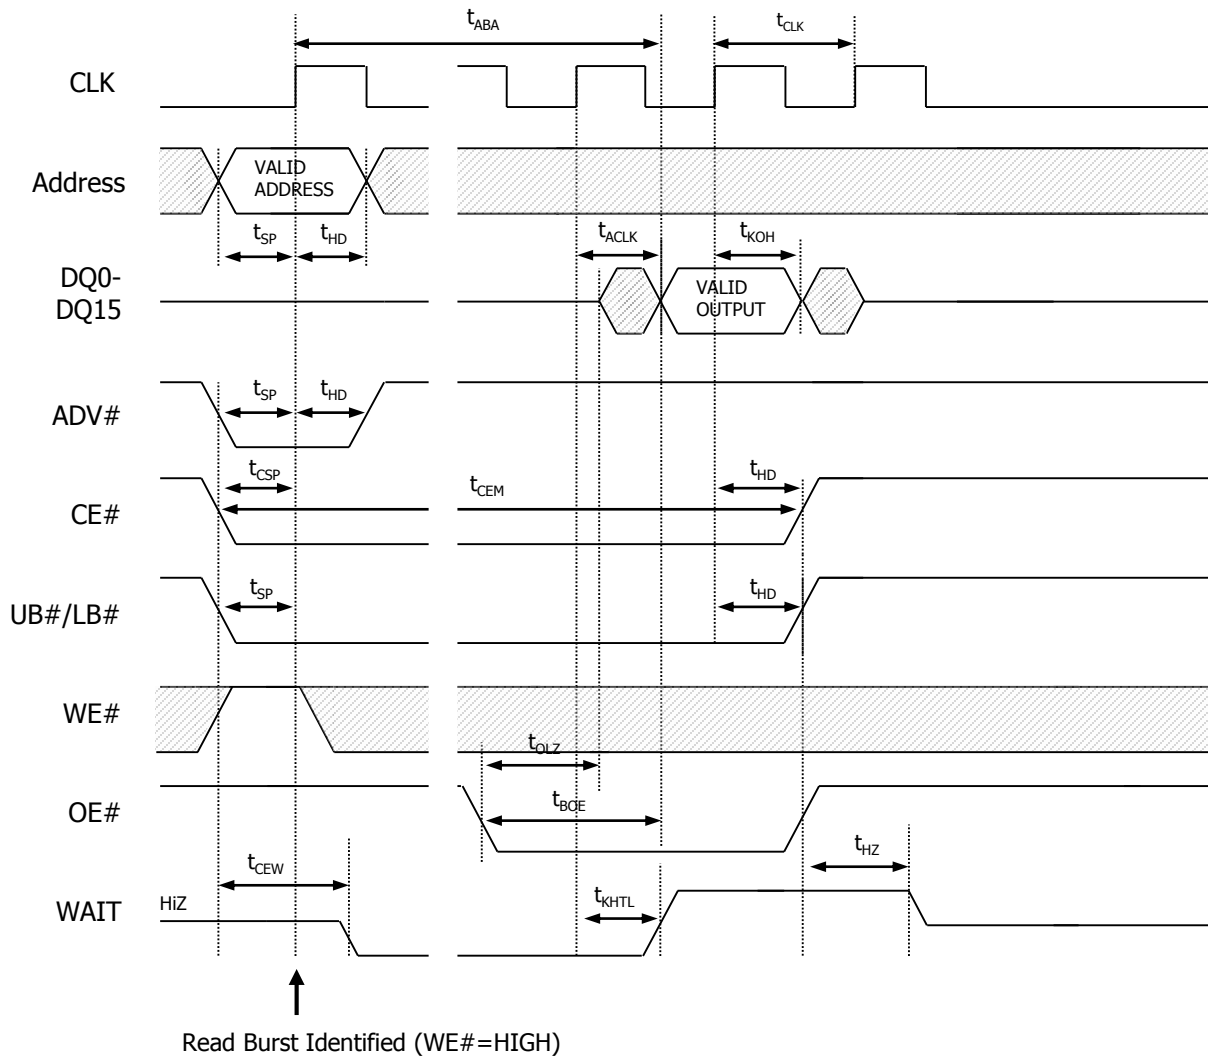 tABA
tCLK
CLK
Address
VALID
ADDRESS
tSP
tHD
tACLK
tKOH
DQ0-
DQ15
VALID
OUTPUT
ADV#
tSP
tHD
CE#
tCSP
tCEM
tHD
UB#/LB#
tSP
tHD
WE#
tOLZ
OE#
tBOE
tHZ
tCEW
WAIT
HiZ
tKHTL
Read Burst Identified (WE#=HIGH)